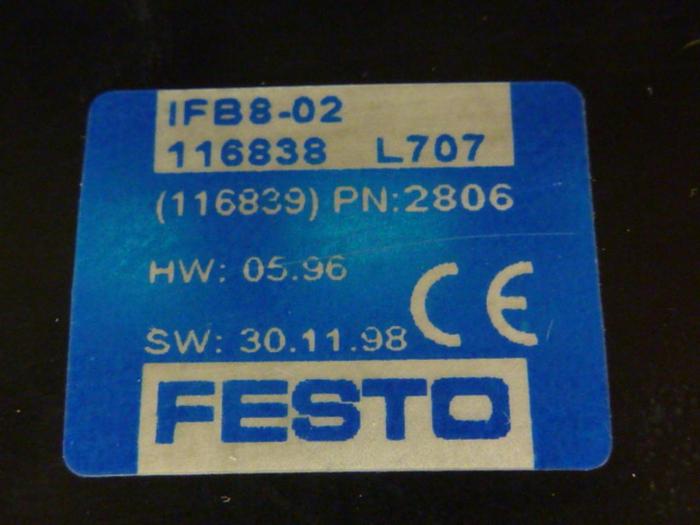 IFB8-02
116838 L707
(116839) PN:2806
HW: 05.96
CE
SW: 30.11.98
FESTO